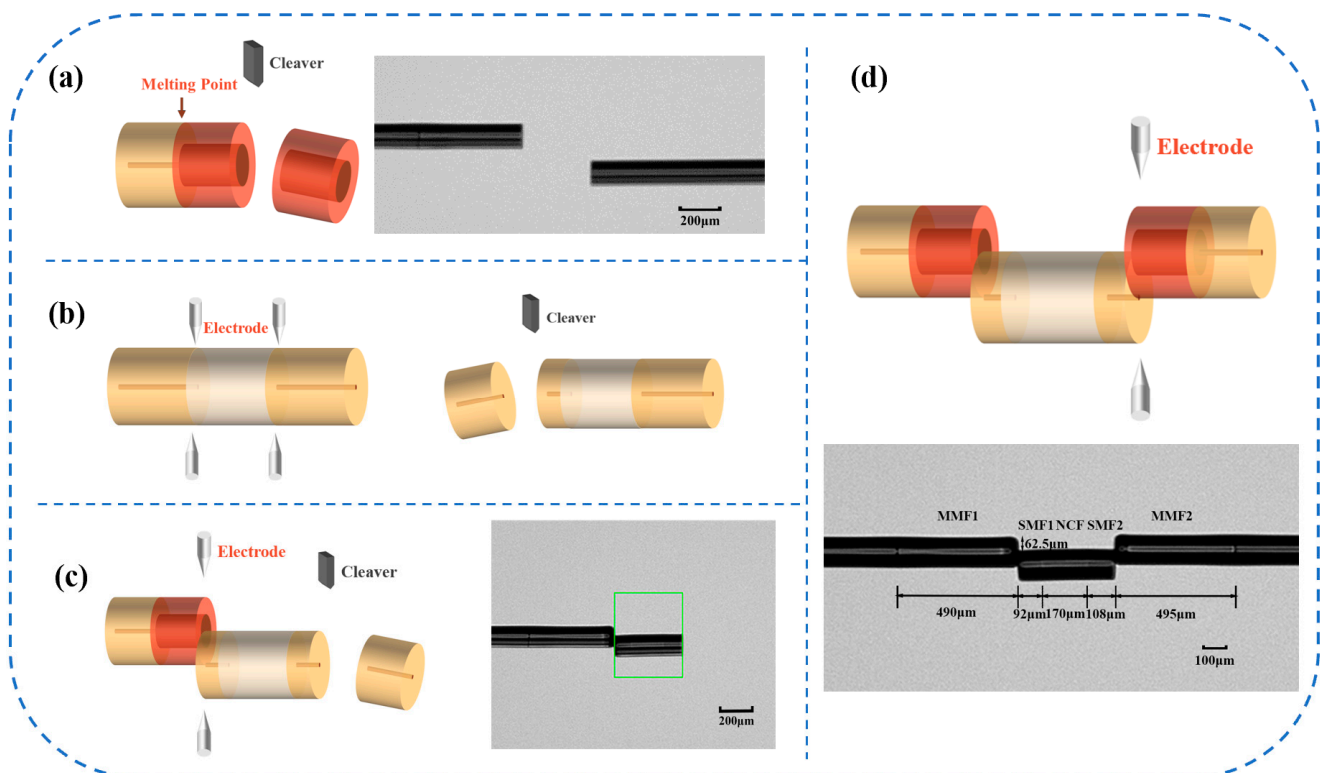 (a)
Cleaver
Melting Point
200μm
(b)
Electrode
Cleaver
(c)
Electrode
Cleaver
200μm
(d)
Electrode
MMF1
SMF1 NCF SMF2
MMF2
62.5μm
490μm
92μm
170μm
108μm
495μm
100μm